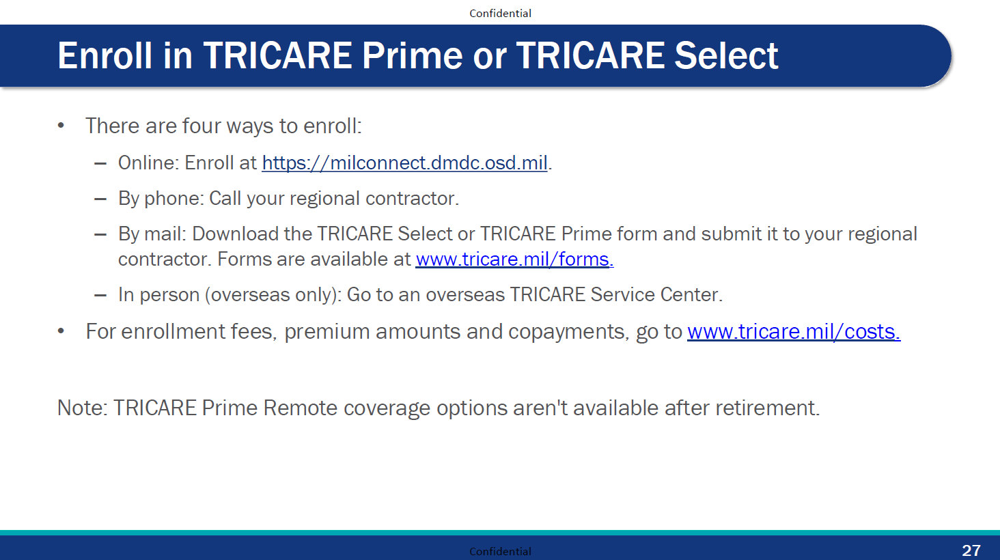 Confidential
Enroll in TRICARE Prime or TRICARE Select
• There are four ways to enroll:
– Online: Enroll at https://milconnect.dmdc.osd.mil.
– By phone: Call your regional contractor.
– By mail: Download the TRICARE Select or TRICARE Prime form and submit it to your regional
contractor. Forms are available at www.tricare.mil/forms.
– In person (overseas only): Go to an overseas TRICARE Service Center.
• For enrollment fees, premium amounts and copayments, go to www.tricare.mil/costs.
Note: TRICARE Prime Remote coverage options aren't available after retirement.
Confidential
27